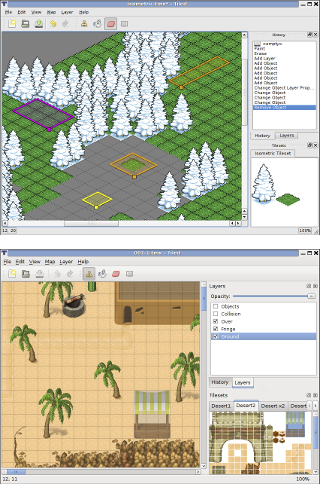 isometric.tmx* - Tiled
File Edit View Map Layer Help
History
<empty>
Paint
Erase
Add Layer
Add Object
Add Object
Add Object
Add Object
Add Object
Change Object Layer Prop...
Change Object
Change Object
Change Object
Remove Object
History Layers
Tilesets
Isometric Tileset
12, 20
100%
001-1.tmx - Tiled
File Edit View Map Layer Help
Layers
Opacity:
Objects
Collision
Over
Fringe
Ground
History Layers
Tilesets
Desert1 Desert2 Desert x2 Desert
12, 11
100%